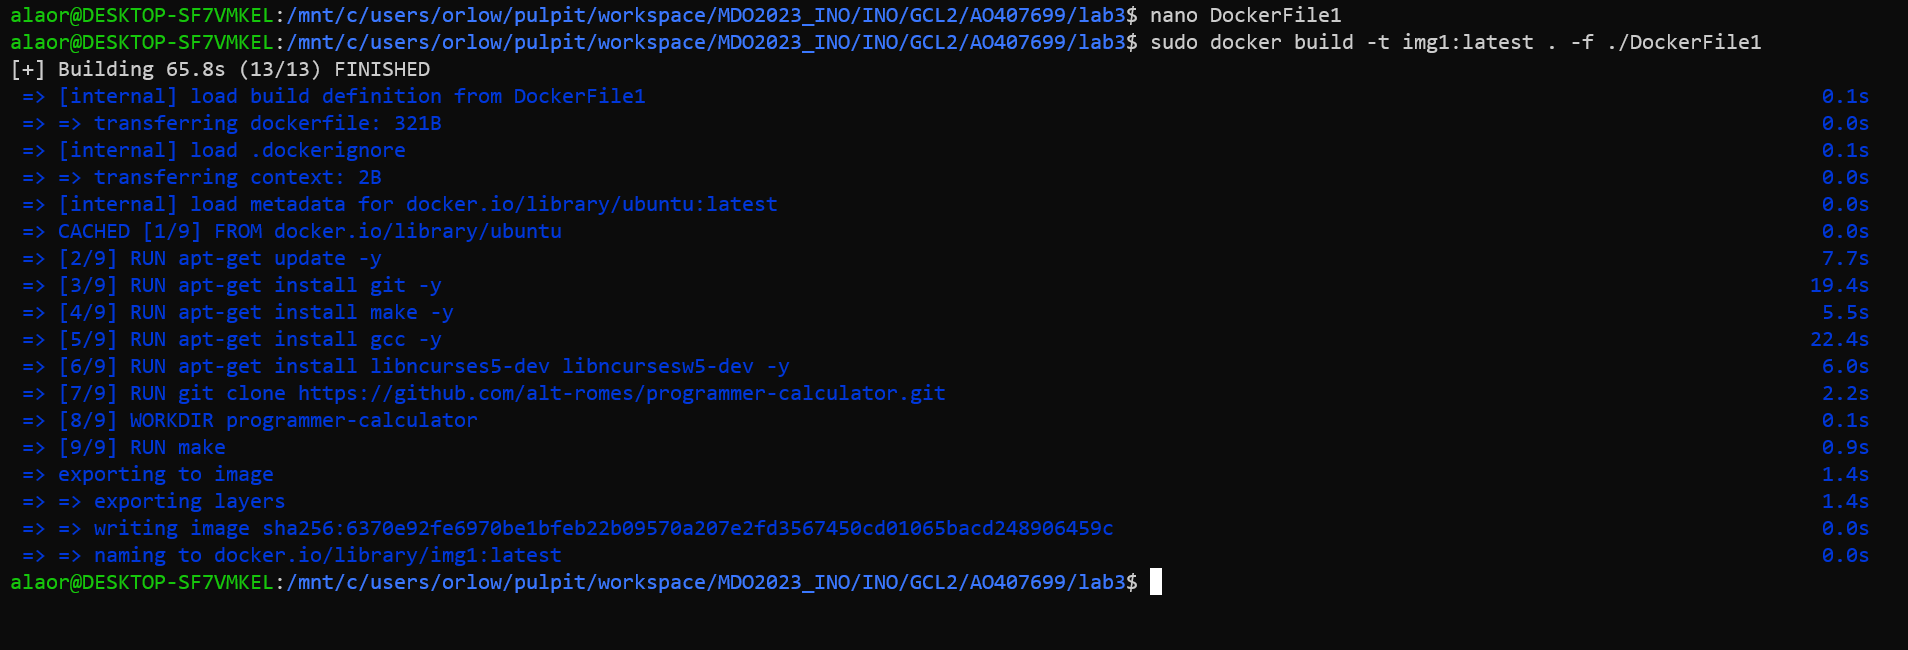 alaor@DESKTOP-SF7VMKEL:/mnt/c/users/orlow/pulpit/workspace/MDO2023_INO/INO/GCL2/AO407699/lab3$ nano DockerFile1
alaor@DESKTOP-SF7VMKEL:/mnt/c/users/orlow/pulpit/workspace/MDO2023_INO/INO/GCL2/AO407699/lab3$ sudo docker build -t img1:latest . -f ./DockerFile1
[+] Building 65.8s (13/13) FINISHED
=> [internal] load build definition from DockerFile1 0.1s
=> => transferring dockerfile: 321B 0.0s
=> [internal] load .dockerignore 0.1s
=> => transferring context: 2B 0.0s
=> [internal] load metadata for docker.io/library/ubuntu:latest 0.0s
=> CACHED [1/9] FROM docker.io/library/ubuntu 0.0s
=> [2/9] RUN apt-get update -y 7.7s
=> [3/9] RUN apt-get install git -y 19.4s
=> [4/9] RUN apt-get install make -y 5.5s
=> [5/9] RUN apt-get install gcc -y 22.4s
=> [6/9] RUN apt-get install libncurses5-dev libncursesw5-dev -y 6.0s
=> [7/9] RUN git clone https://github.com/alt-romes/programmer-calculator.git 2.2s
=> [8/9] WORKDIR programmer-calculator 0.1s
=> [9/9] RUN make 0.9s
=> exporting to image 1.4s
=> => exporting layers 1.4s
=> => writing image sha256:6370e92fe6970be1bfeb22b09570a207e2fd3567450cd01065bacd248906459c 0.0s
=> => naming to docker.io/library/img1:latest 0.0s
alaor@DESKTOP-SF7VMKEL:/mnt/c/users/orlow/pulpit/workspace/MDO2023_INO/INO/GCL2/AO407699/lab3$